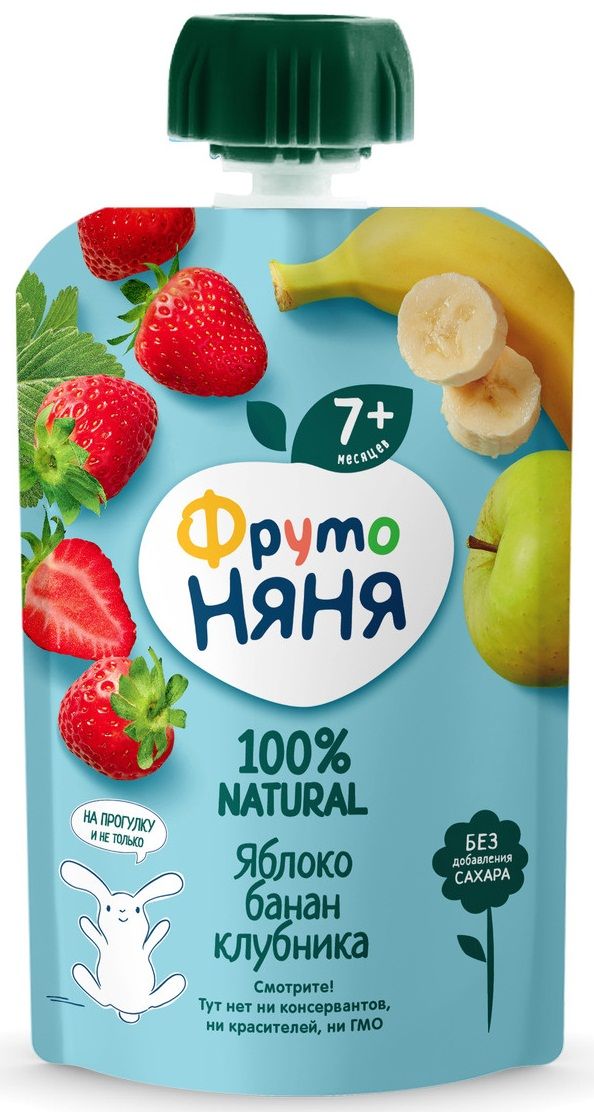 7+
месяцев
Фруто
НЯНЯ
100%
NATURAL
НА ПРОГУЛКУ
И НЕ ТОЛЬКО
БЕЗ
добавления
САХАРА
Яблоко
банан
клубника
Смотрите!
Тут нет ни консервантов,
ни красителей, ни ГМО